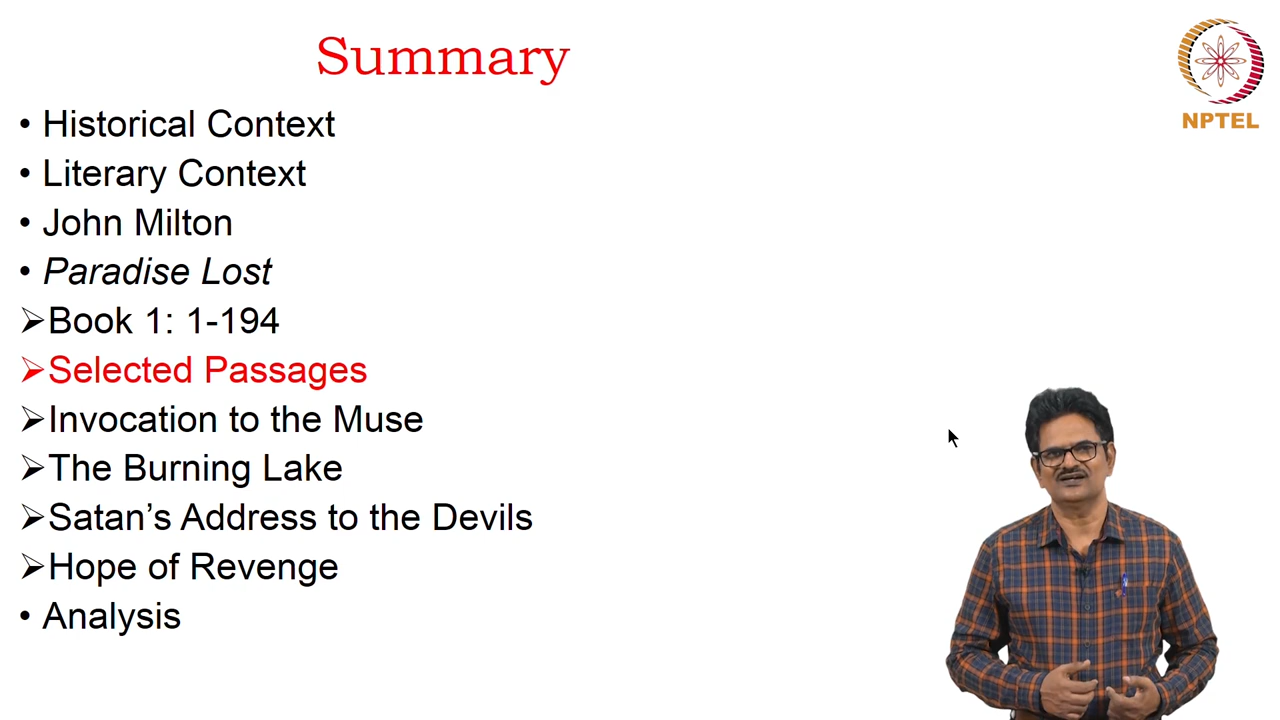 Summary
NPTEL
• Historical Context
• Literary Context
• John Milton
• Paradise Lost
➢Book 1: 1-194
➢Selected Passages
➢Invocation to the Muse
➢The Burning Lake
➢Satan’s Address to the Devils
➢Hope of Revenge
• Analysis